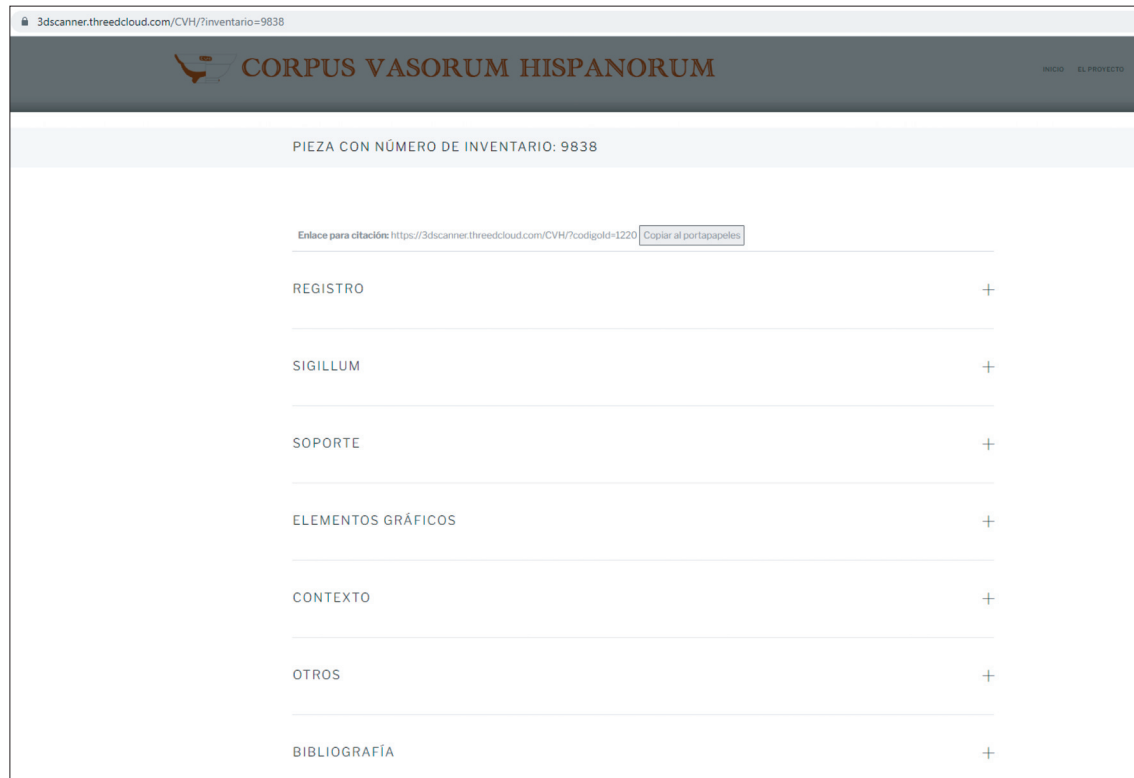 3dscanner.threedcloud.com/CVH/?inventario=9838
CORPUS VASORUM HISPANORUM
INICIO EL PROYECTO
PIEZA CON NÚMERO DE INVENTARIO: 9838
Enlace para citación: https://3dscanner.threedcloud.com/CVH/?codigoId=1220 Copiar al portapapeles
REGISTRO
SIGILLUM
SOPORTE
ELEMENTOS GRÁFICOS
CONTEXTO
OTROS
BIBLIOGRAFÍA